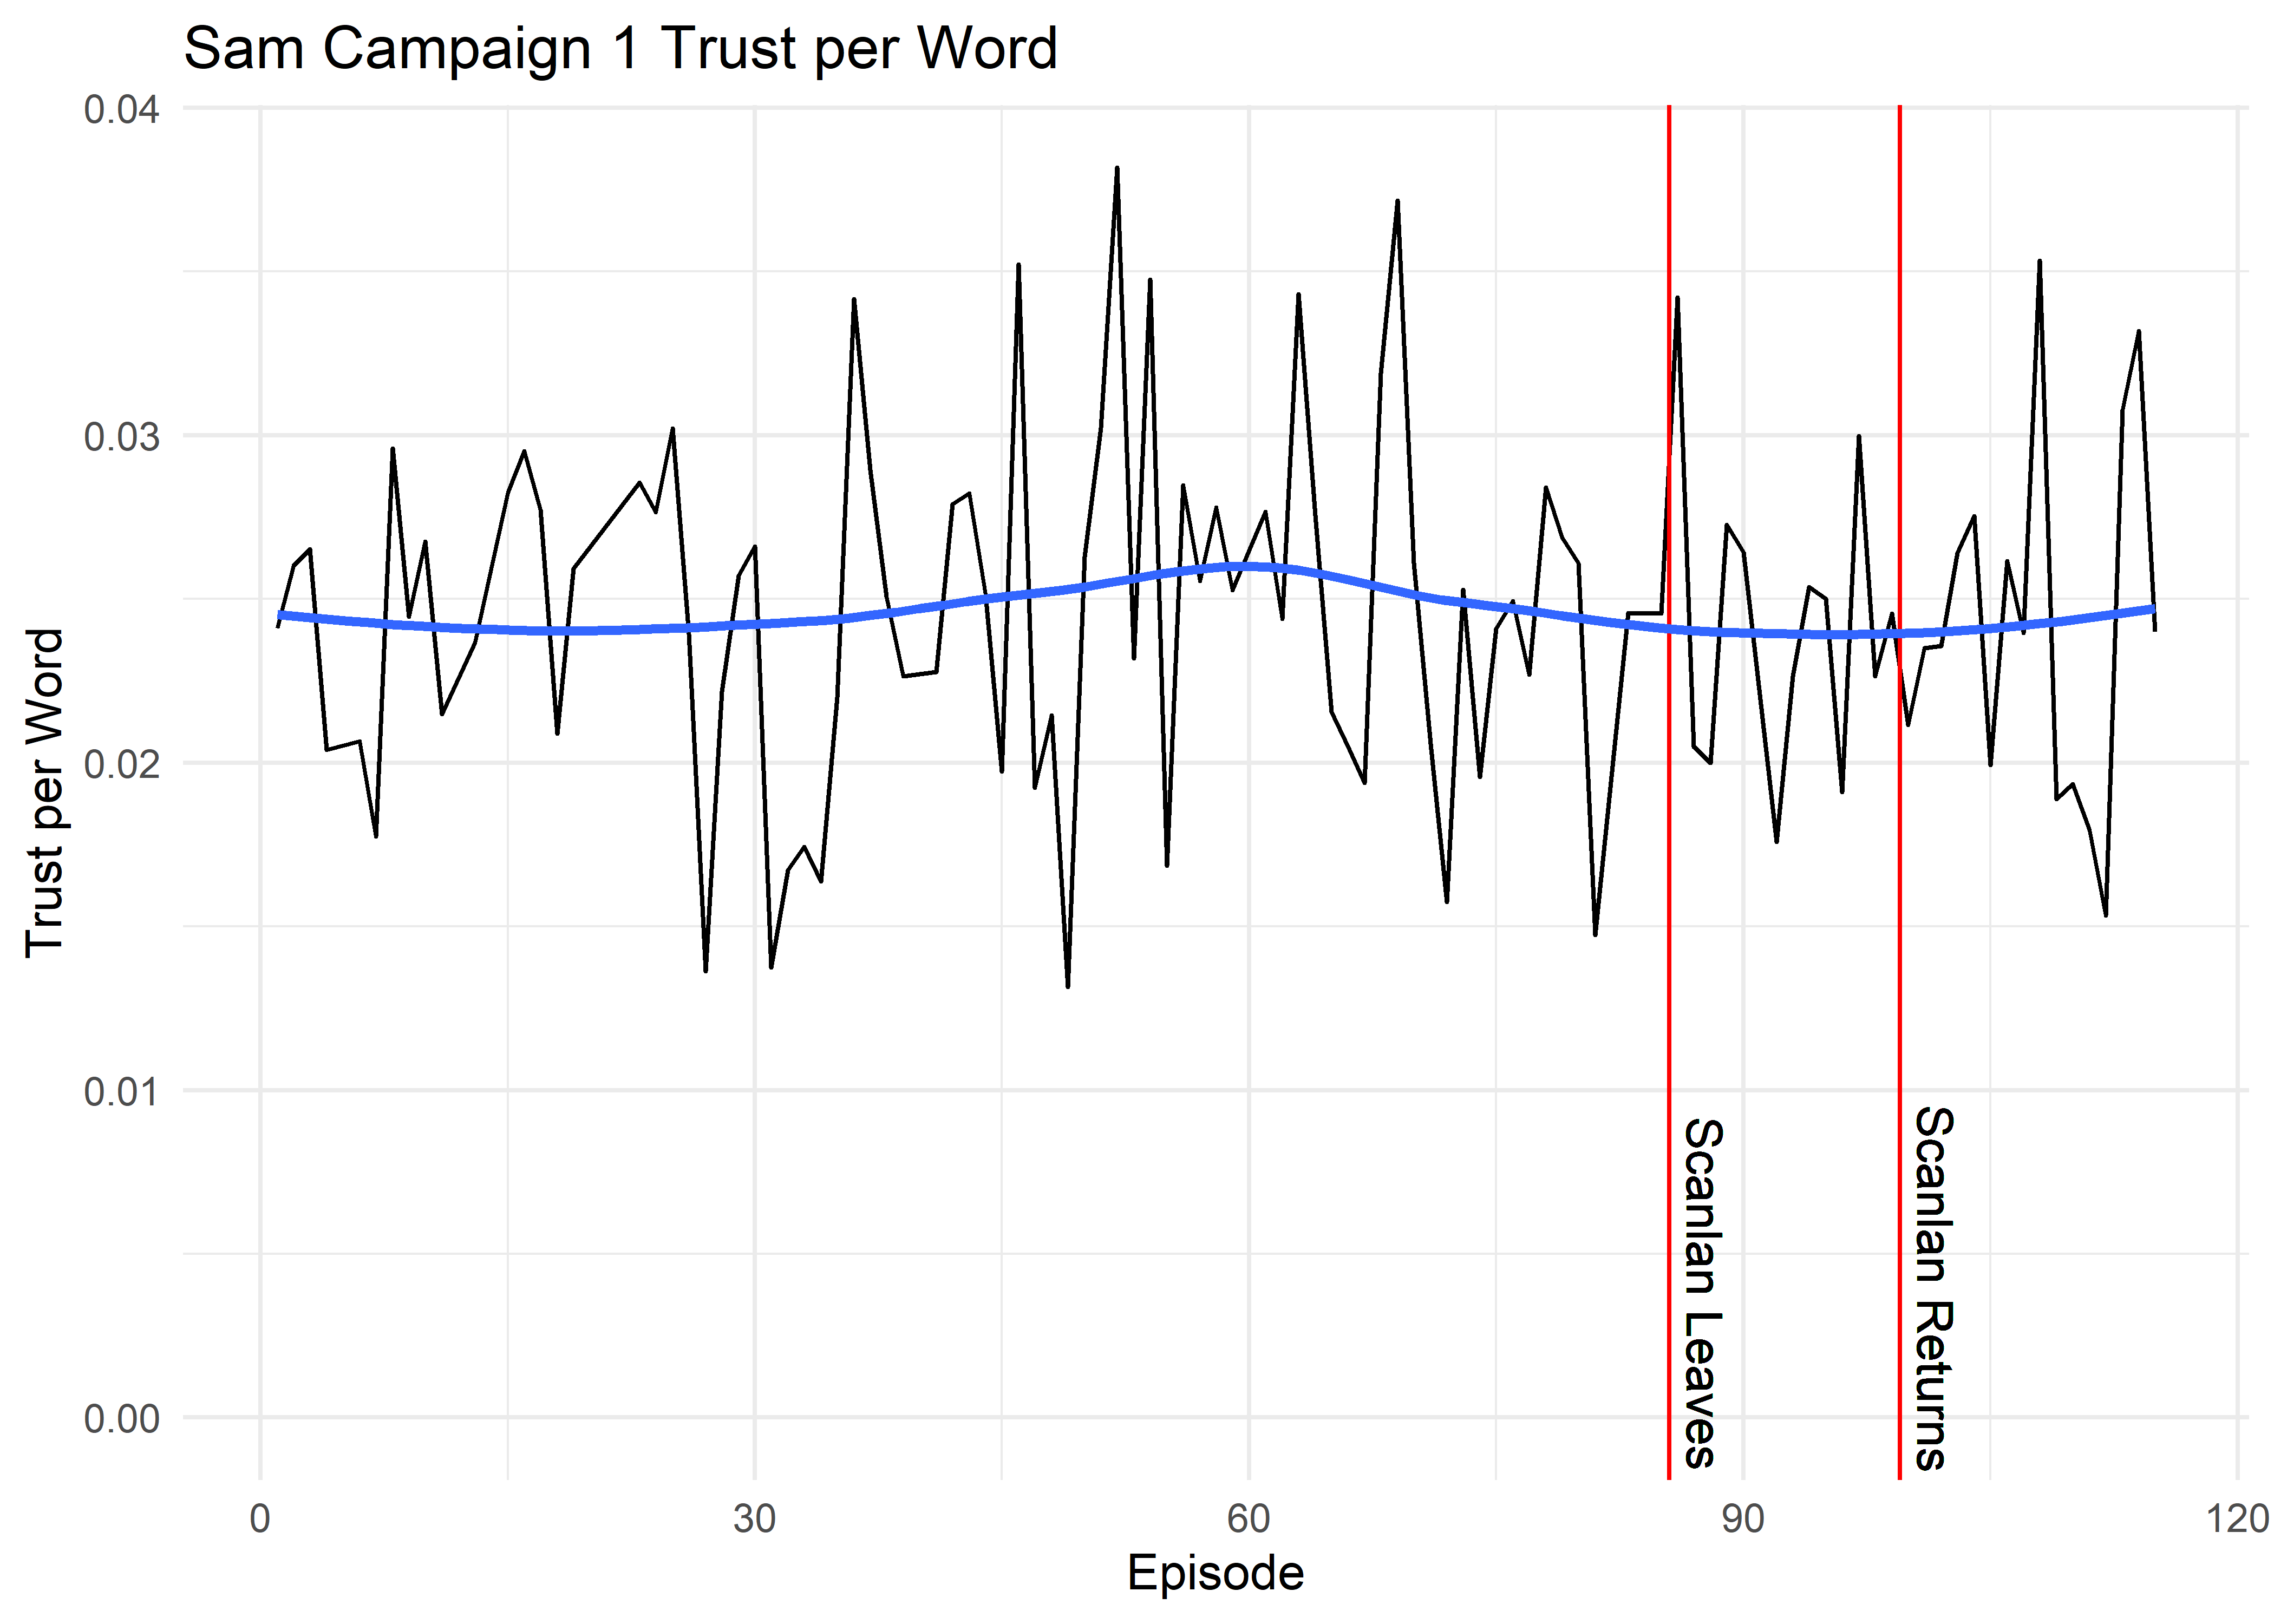 Sam Campaign 1 Trust per Word
0.04
0.03
0.02
0.01
0.00
Trust per Word
Scanlan Leaves
Scanlan Returns
0
30
60
90
120
Episode